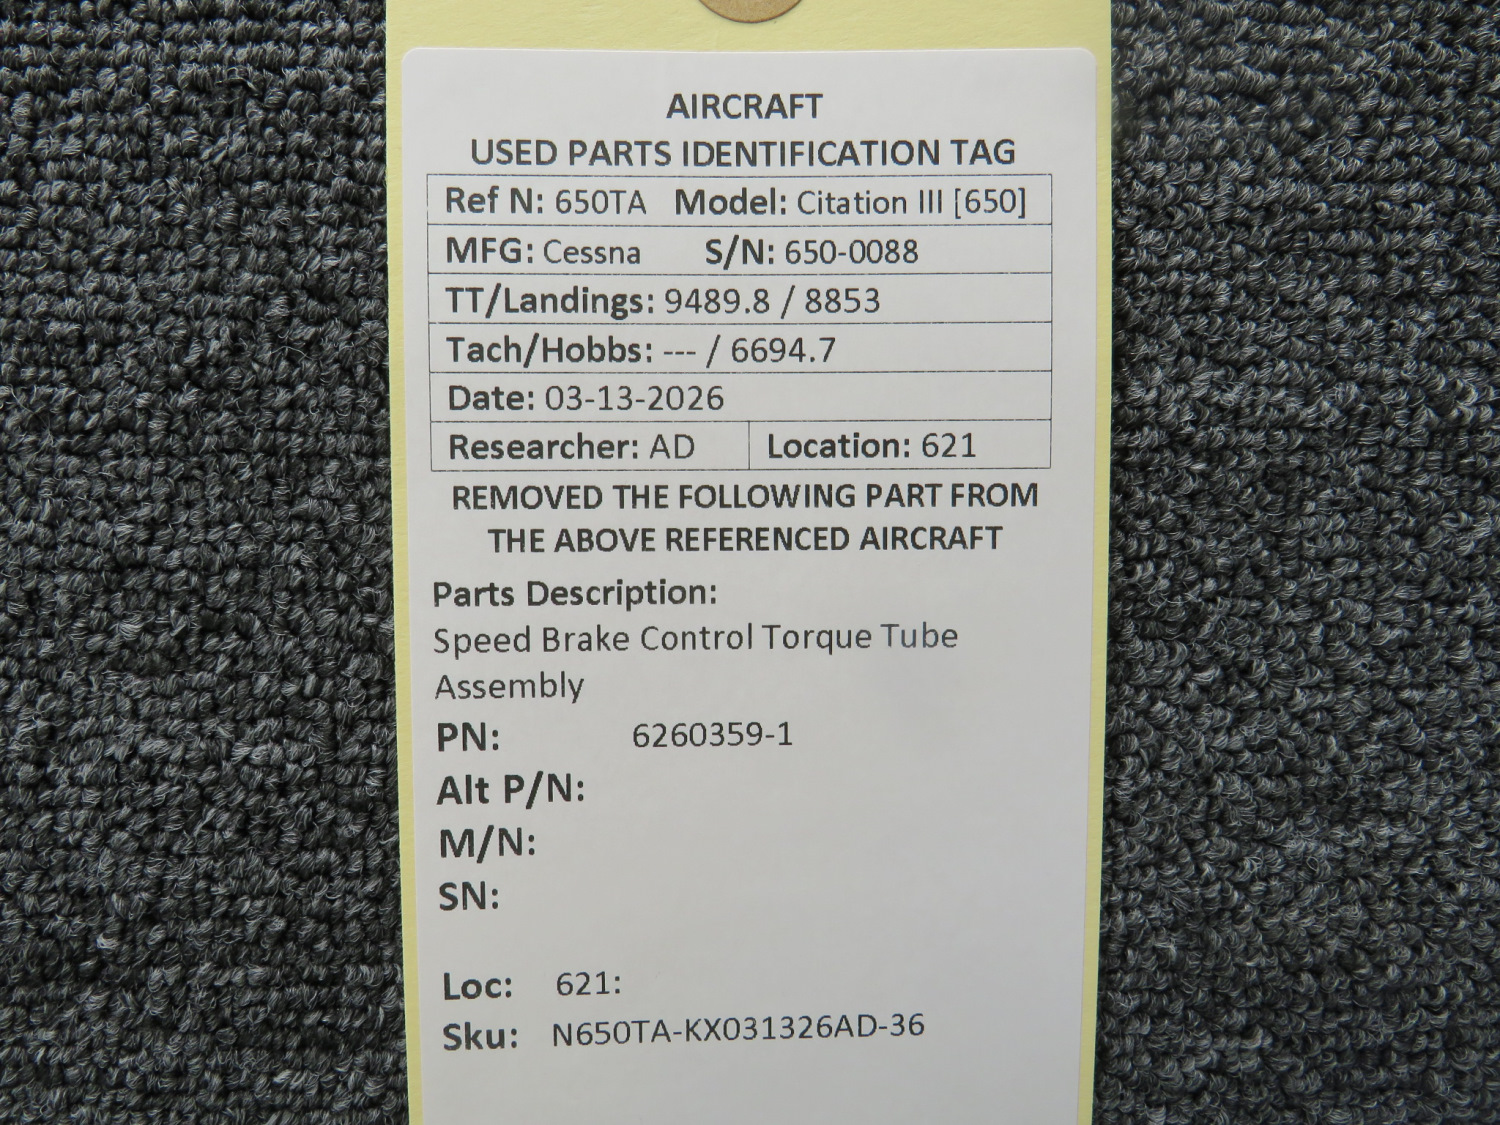 AIRCRAFT
USED PARTS IDENTIFICATION TAG
Ref N: 650TA Model: Citation III [650]
MFG: Cessna S/N: 650-0088
TT/Landings: 9489.8 / 8853
Tach/Hobbs: --- / 6694.7
Date: 03-13-2026
Researcher: AD Location: 621
REMOVED THE FOLLOWING PART FROM
THE ABOVE REFERENCED AIRCRAFT
Parts Description:
Speed Brake Control Torque Tube
Assembly
PN: 6260359-1
Alt P/N:
M/N:
SN:
Loc: 621:
Sku: N650TA-KX031326AD-36